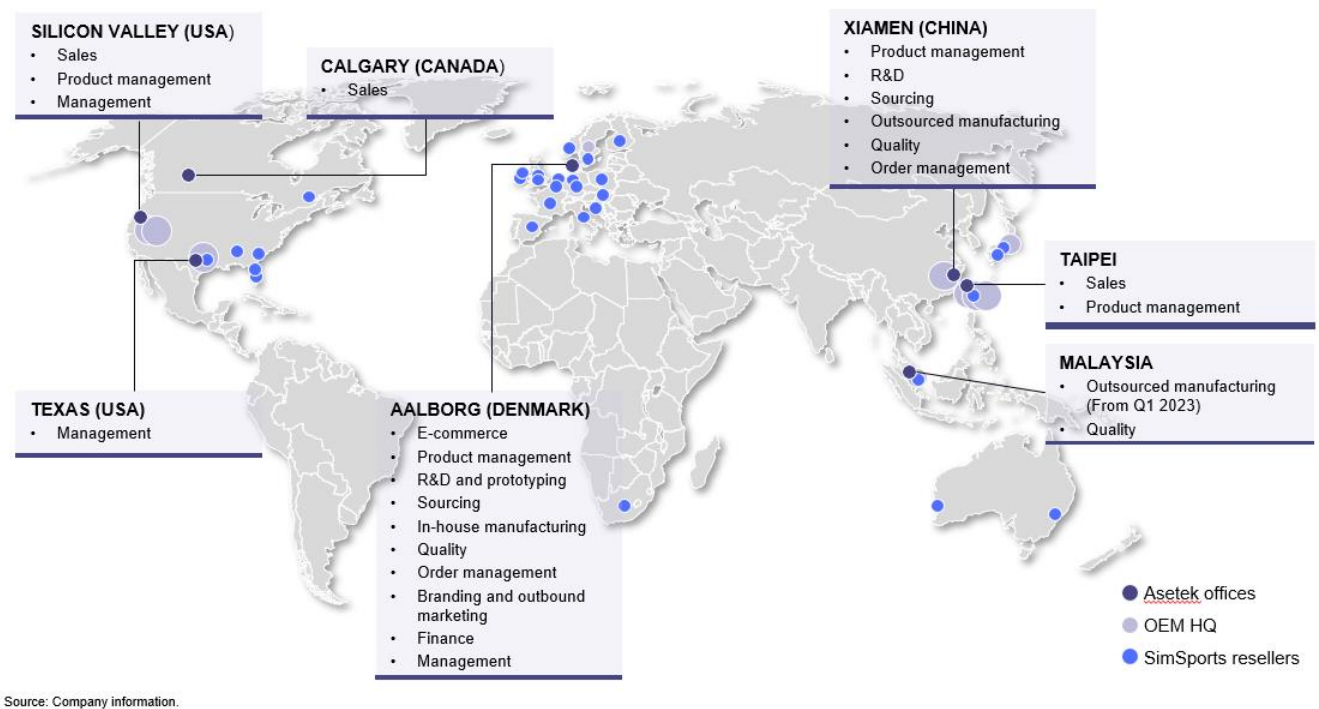 SILICON VALLEY (USA)
• Sales
• Product management
• Management
CALGARY (CANADA)
• Sales
XIAMEN (CHINA)
• Product management
• R&D
• Sourcing
• Outsourced manufacturing
• Quality
• Order management
TAIPEI
• Sales
• Product management
MALAYSIA
• Outsourced manufacturing
(From Q1 2023)
• Quality
TEXAS (USA)
• Management
AALBORG (DENMARK)
• E-commerce
• Product management
• R&D and prototyping
• Sourcing
• In-house manufacturing
• Quality
• Order management
• Branding and outbound
marketing
• Finance
• Management
Asetek offices
OEM HQ
SimSports resellers
Source: Company information.